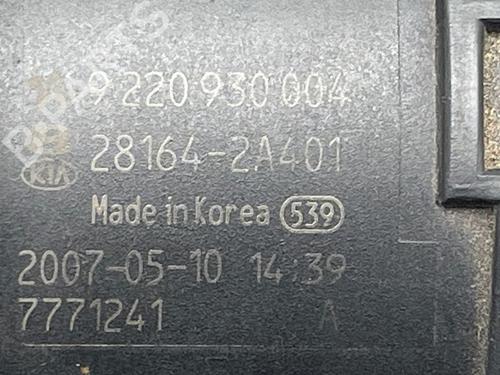 9 220 930 004
KIA 28164-2A401
Made in Korea 539
2007-05-10 14:39
7771241 A